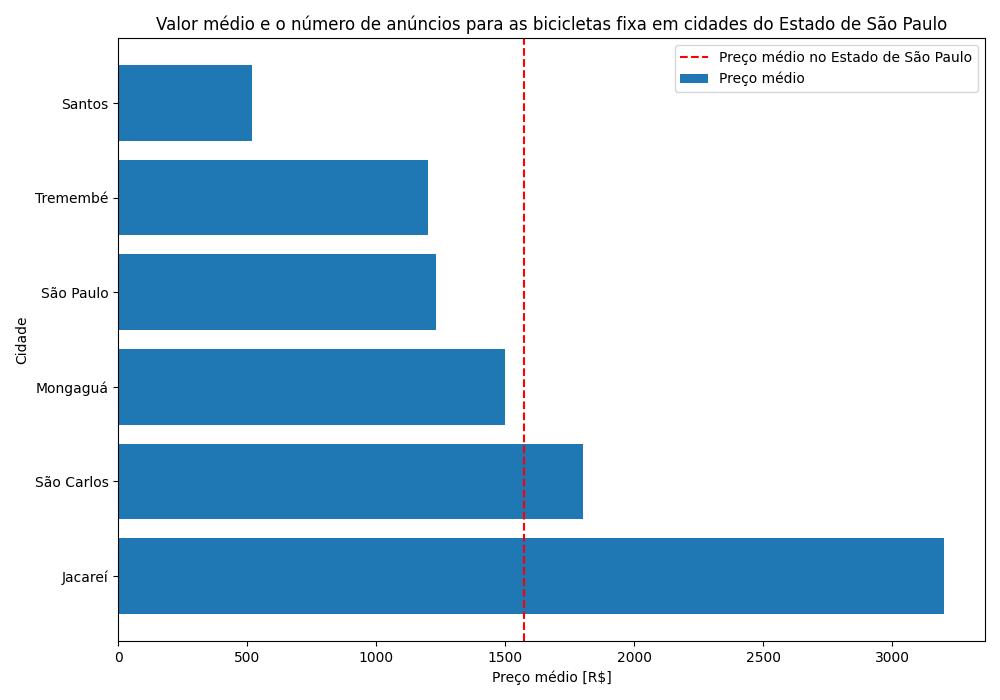 Valor médio e o número de anúncios para as bicicletas fixa em cidades do Estado de São Paulo
Preço médio no Estado de São Paulo
Preço médio
Santos
Tremembé
São Paulo
Mongaguá
São Carlos
Jacareí
Cidade
0 500 1000 1500 2000 2500 3000
Preço médio [R$]